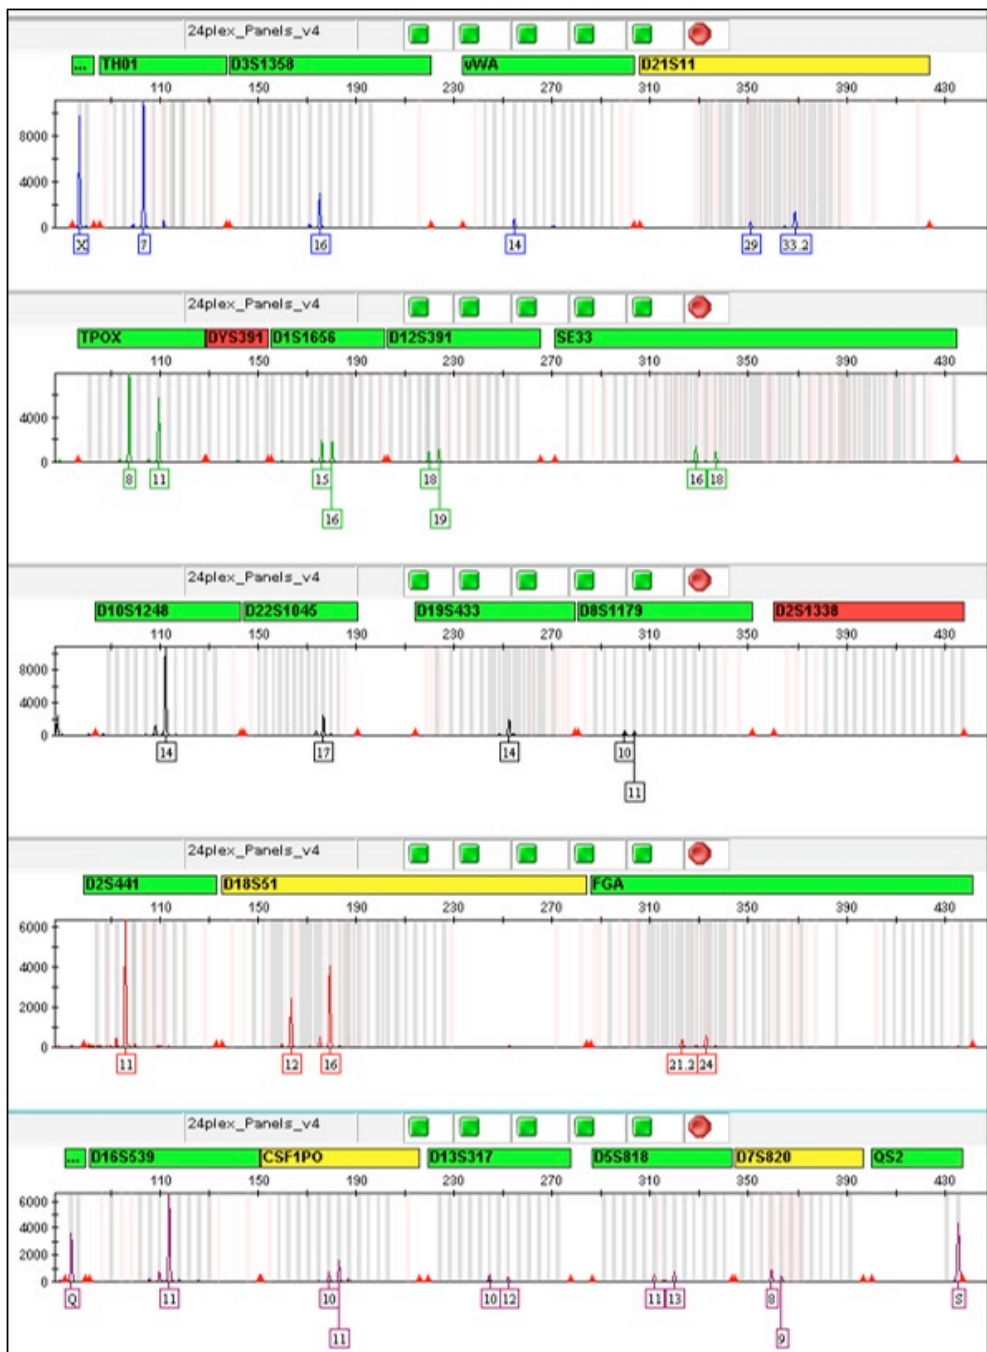 24plex_Panels_v4
... TH01 D3S1358 vWA D21S11
110 150 190 230 270 310 350 390 430
8000
4000
0
X 7 16 14 29 33.2
24plex_Panels_v4
TPOX DYS391 D1S1656 D12S391 SE33
110 150 190 230 270 310 350 390 430
4000
0
8 11 15 18 16 18
16 19
24plex_Panels_v4
D10S1248 D22S1045 D19S433 D8S1179 D2S1338
110 150 190 230 270 310 350 390 430
8000
4000
0
14 17 14 10
11
24plex_Panels_v4
D2S441 D18S51 FGA
110 150 190 230 270 310 350 390 430
6000
4000
2000
0
11 12 16 21.2 24
24plex_Panels_v4
... D16S539 CSF1PO D13S317 D5S818 D7S820 QS2
110 150 190 230 270 310 350 390 430
6000
4000
2000
0
Q 11 10 10 12 11 13 8 S
11 9